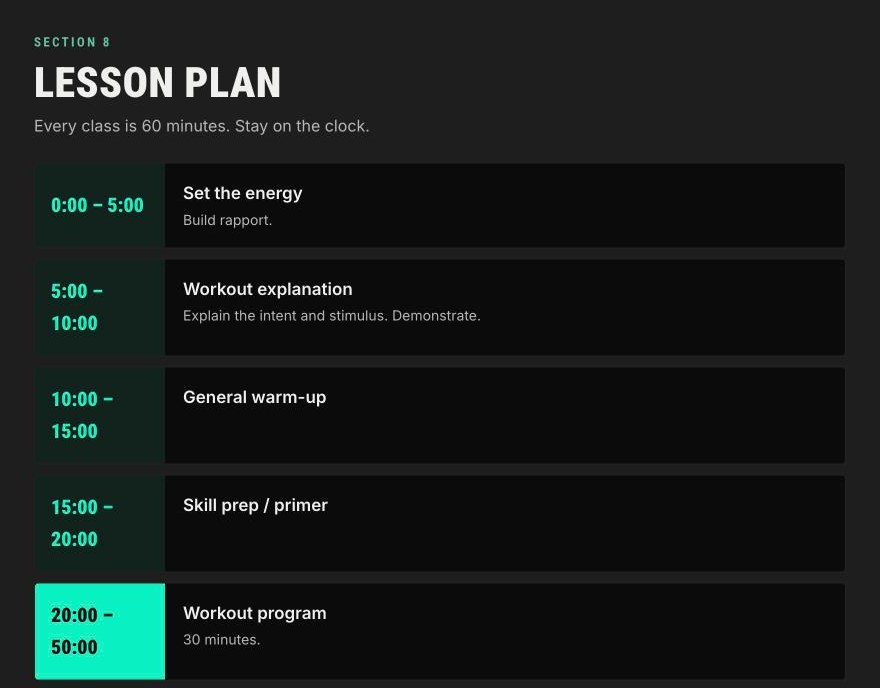 SECTION 8
LESSON PLAN
Every class is 60 minutes. Stay on the clock.
0:00 – 5:00
Set the energy
Build rapport.
5:00 –
10:00
Workout explanation
Explain the intent and stimulus. Demonstrate.
10:00 –
15:00
General warm-up
15:00 –
20:00
Skill prep / primer
20:00 –
50:00
Workout program
30 minutes.